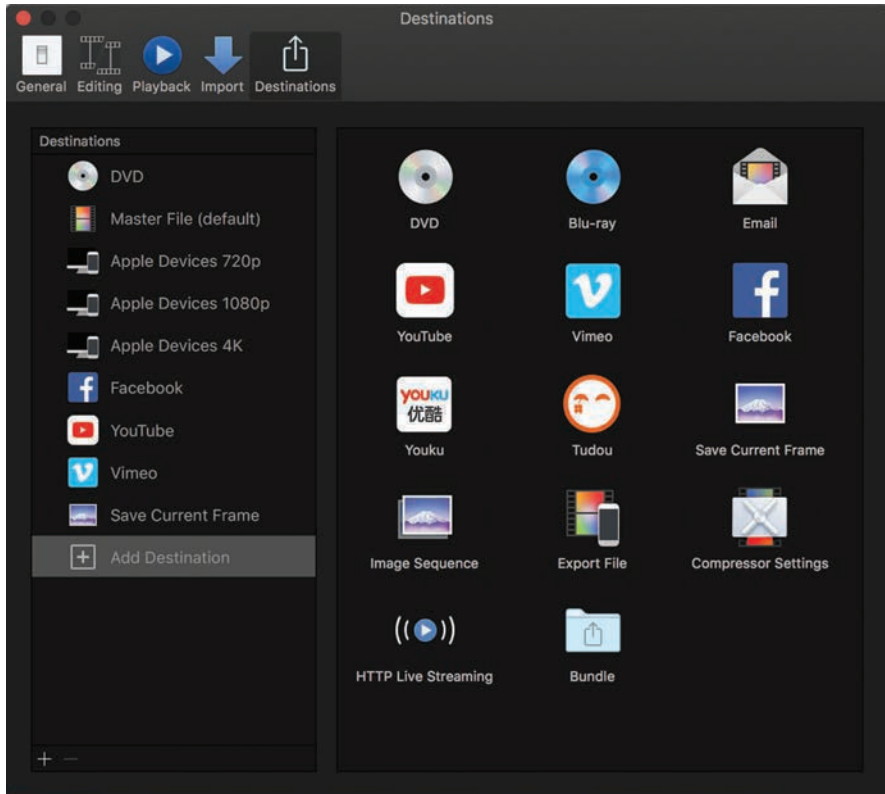 Destinations
General Editing Playback Import Destinations
Destinations
DVD
Master File (default)
Apple Devices 720p
Apple Devices 1080p
Apple Devices 4K
Facebook
YouTube
Vimeo
Save Current Frame
Add Destination
DVD Blu-ray Email
YouTube Vimeo Facebook
YOUKU
优酷
Youku Tudou Save Current Frame
Image Sequence Export File Compressor Settings
HTTP Live Streaming Bundle